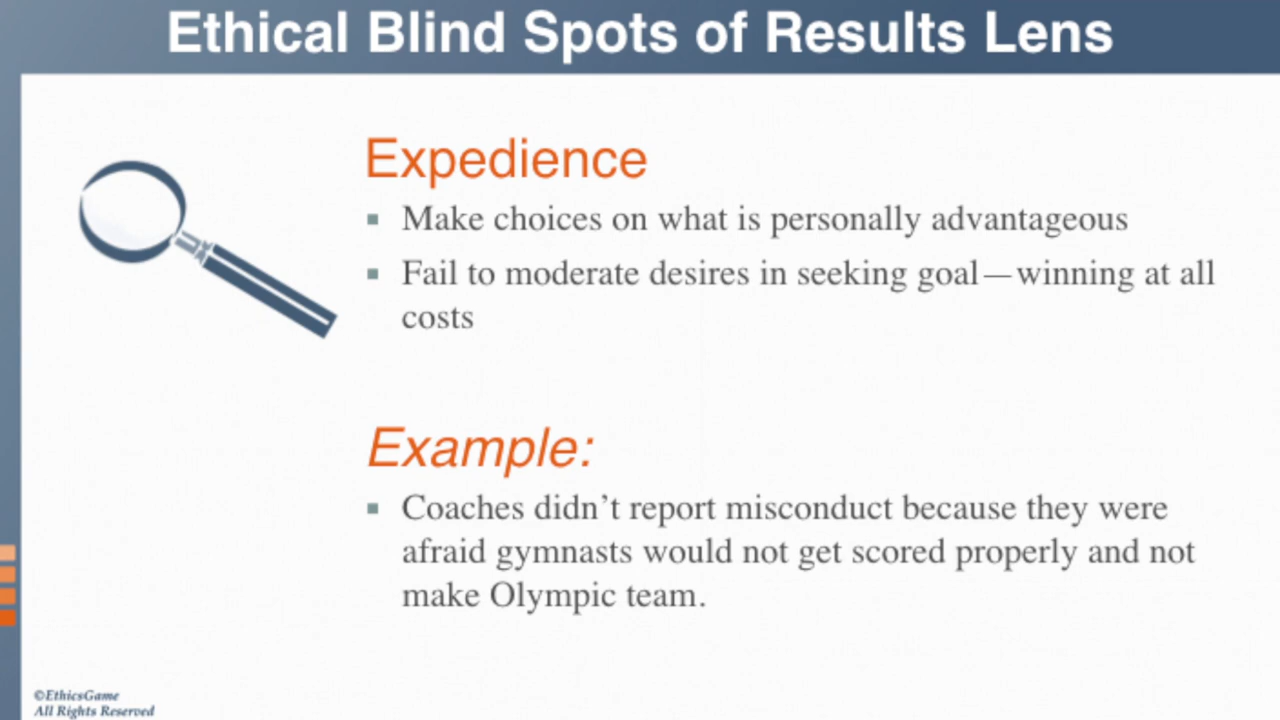 Ethical Blind Spots of Results Lens
Expedience
▪ Make choices on what is personally advantageous
▪ Fail to moderate desires in seeking goal—winning at all
costs
Example:
▪ Coaches didn’t report misconduct because they were
afraid gymnasts would not get scored properly and not
make Olympic team.
©EthicsGame
All Rights Reserved